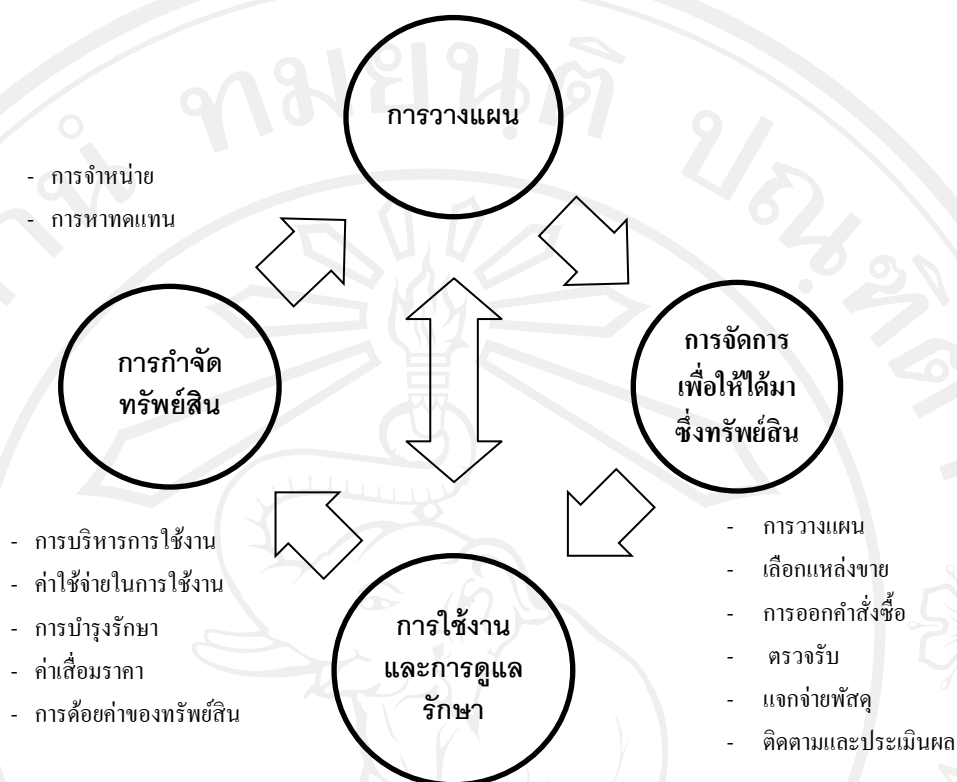 การวางแผน
- การจำหน่าย
- การหาทดแทน
การกำจัด
ทรัพย์สิน
การจัดการ
เพื่อให้ได้มา
ซึ่งทรัพย์สิน
- การบริหารการใช้งาน
- ค่าใช้จ่ายในการใช้งาน
- การบำรุงรักษา
- ค่าเสื่อมราคา
- การด้อยค่าของทรัพย์สิน
การใช้งาน
และการดูแล
รักษา
- การวางแผน
- เลือกแหล่งขาย
- การออกคำสั่งซื้อ
- ตรวจรับ
- แจกจ่ายพัสดุ
- ติดตามและประเมินผล